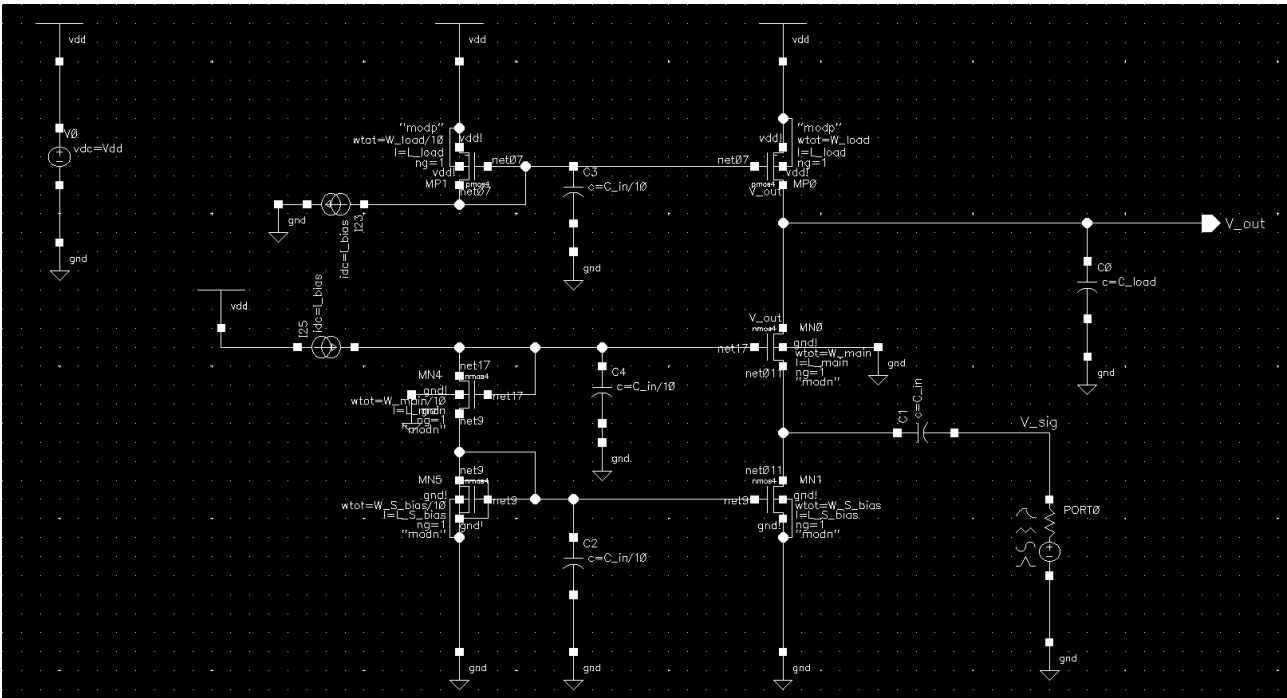 vdd
vdd
vdd
V0
vdc=Vdd
gnd
"modp"
wtot=W_load/10
l=L_load
ng=1
vdd!
vdd!
pmos4
MP1
net07
net07
C3
c=C_in/10
gnd
"modp"
wtot=W_load
l=L_load
ng=1
vdd!
vdd!
net07
pmos4
MP0
V_out
gnd
I23
idc=I_bias
V_out
C0
c=C_load
gnd
vdd
I25
idc=I_bias
V_out
nmos4
MN0
gnd!
wtot=W_main
l=L_main
ng=1
"modn"
net17
net011
gnd
net17
MN4
nmos4
gnd!
wtot=W_main/10
l=L_main
ng=1
"modn"
net17
net9
C4
c=C_in/10
gnd
C1
c=C_in
V_sig
net9
MN5
nmos4
gnd!
net9
wtot=W_S_bias/10
l=L_S_bias
ng=1
gnd!
"modn"
net011
MN1
nmos4
gnd!
net9
wtot=W_S_bias
l=L_S_bias
ng=1
gnd!
"modn"
C2
c=C_in/10
gnd
PORT0
gnd
gnd
gnd